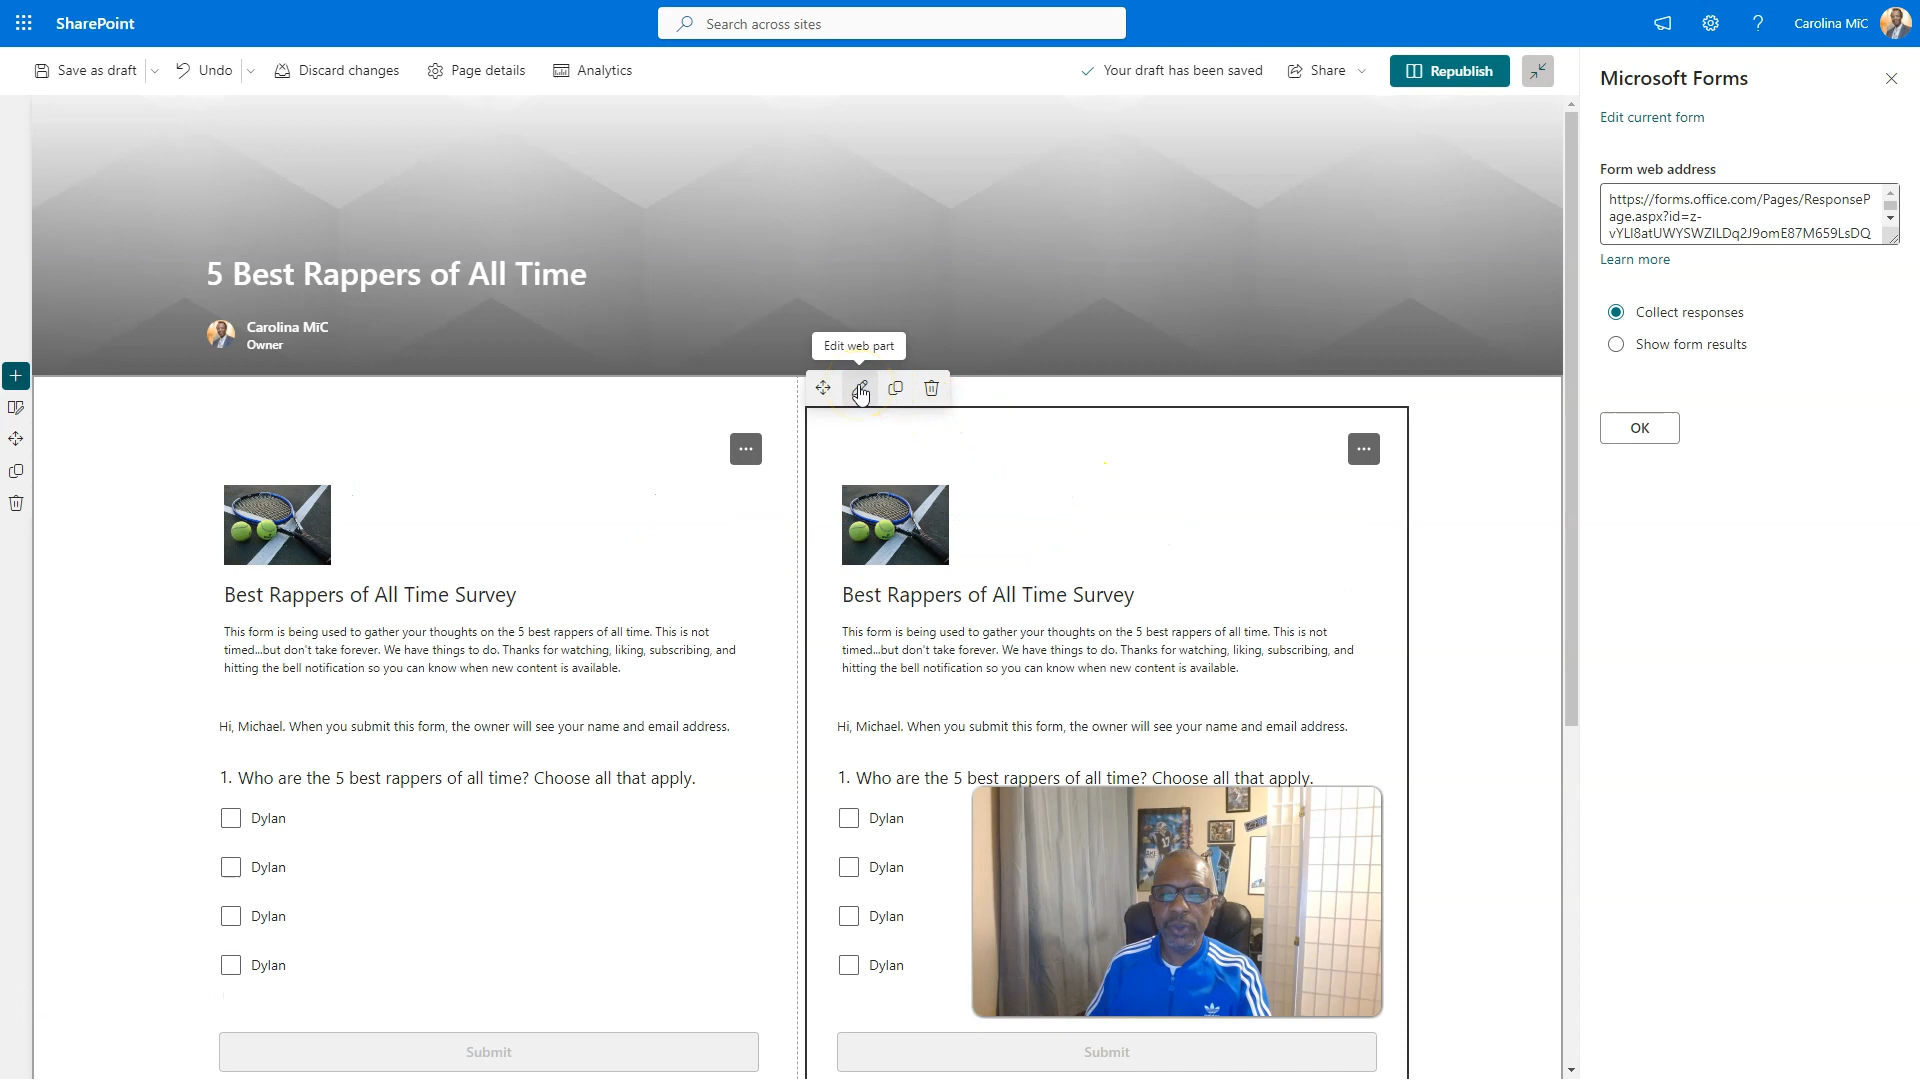 SharePoint
Search across sites
Carolina MiC
Save as draft
Undo
Discard changes
Page details
Analytics
Your draft has been saved
Share
Republish
Microsoft Forms
Edit current form
Form web address
https://forms.office.com/Pages/ResponseP
age.aspx?id=z-
vYLI8atUWYSWZILDq2J9omE87M659LsDQ
Learn more
Collect responses
Show form results
OK
5 Best Rappers of All Time
Carolina MiC
Owner
Edit web part
Best Rappers of All Time Survey
This form is being used to gather your thoughts on the 5 best rappers of all time. This is not
timed...but don't take forever. We have things to do. Thanks for watching, liking, subscribing, and
hitting the bell notification so you can know when new content is available.
Hi, Michael. When you submit this form, the owner will see your name and email address.
1. Who are the 5 best rappers of all time? Choose all that apply.
Dylan
Dylan
Dylan
Dylan
Submit
Best Rappers of All Time Survey
This form is being used to gather your thoughts on the 5 best rappers of all time. This is not
timed...but don't take forever. We have things to do. Thanks for watching, liking, subscribing, and
hitting the bell notification so you can know when new content is available.
Hi, Michael. When you submit this form, the owner will see your name and email address.
1. Who are the 5 best rappers of all time? Choose all that apply.
Dylan
Dylan
Dylan
Dylan
Submit